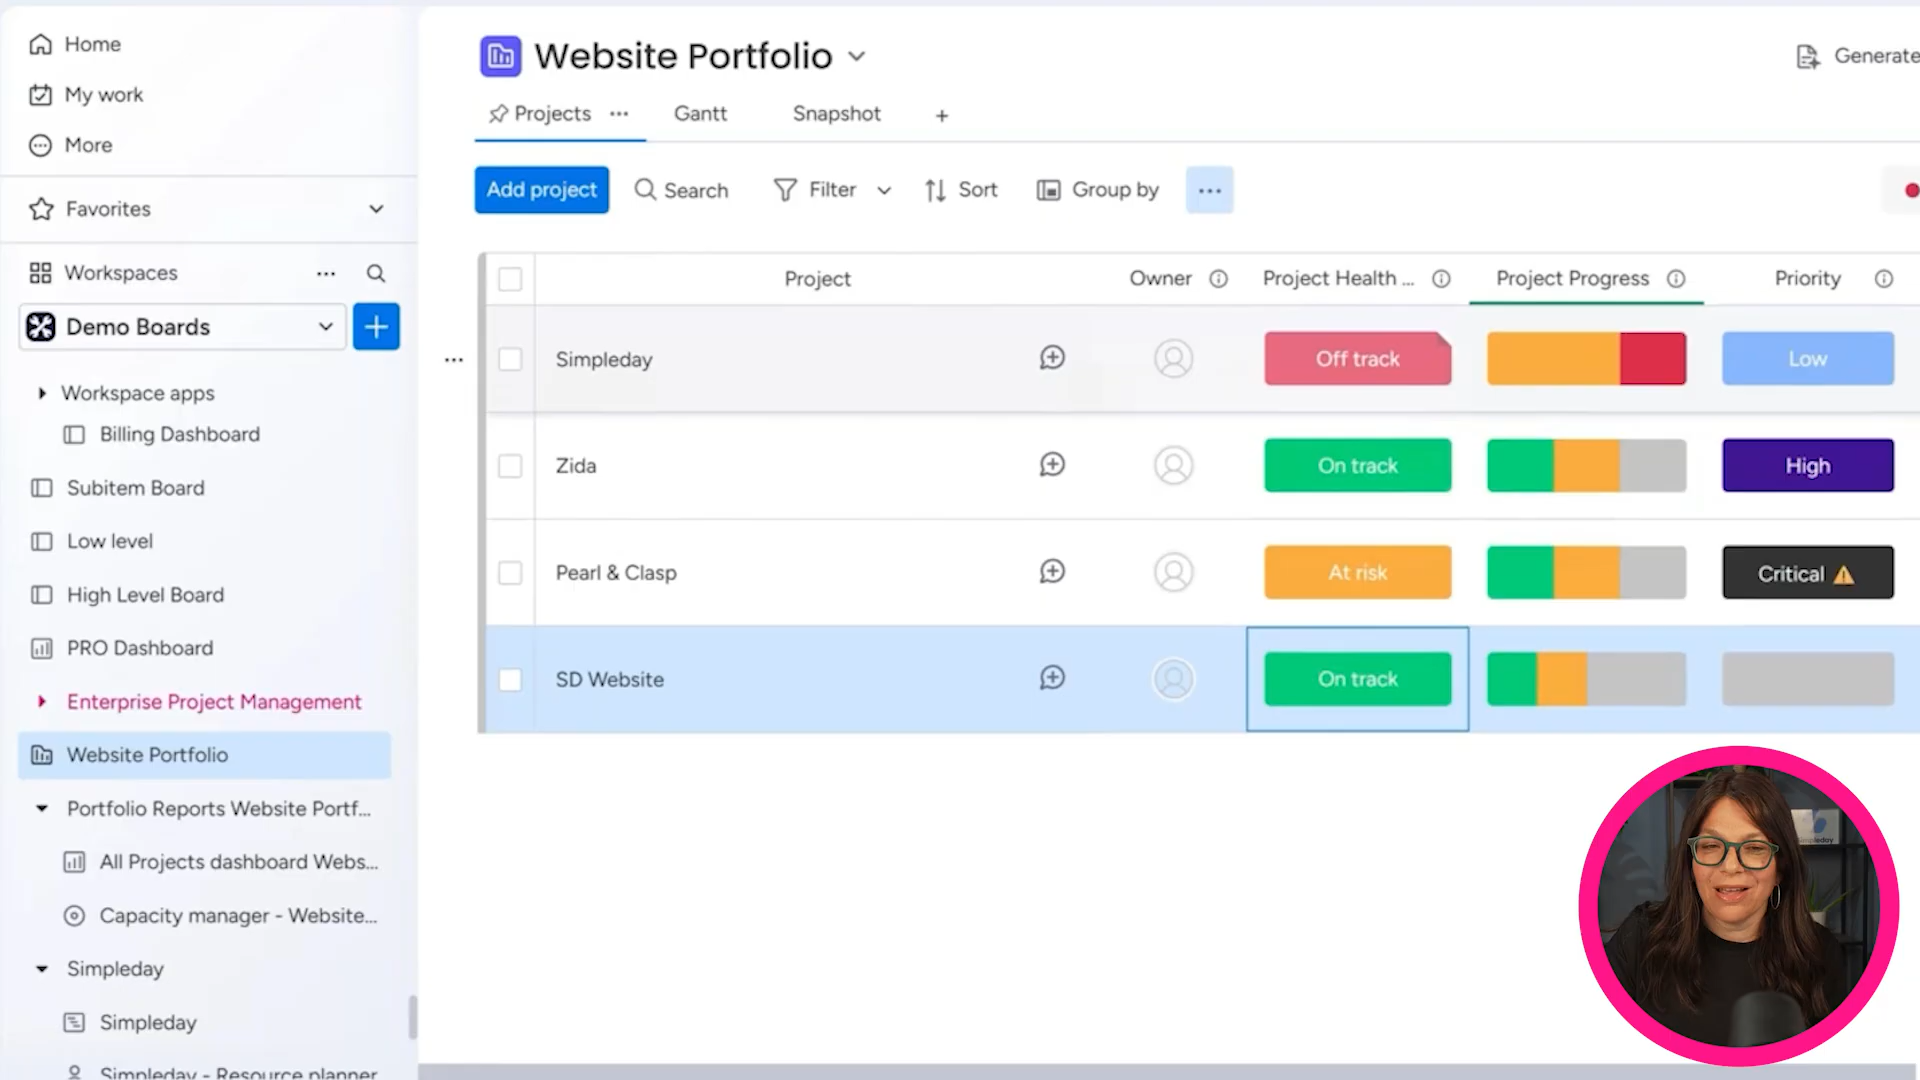 Home
My work
More
Favorites
Workspaces
Demo Boards
Workspace apps
Billing Dashboard
Subitem Board
Low level
High Level Board
PRO Dashboard
Enterprise Project Management
Website Portfolio
Portfolio Reports Website Portf...
All Projects dashboard Webs...
Capacity manager - Website...
Simpleday
Simpleday
Simpleday - Resource planner
Website Portfolio
Generate
Projects
Gantt
Snapshot
Add project
Search
Filter
Sort
Group by
Project Owner Project Health ... Project Progress Priority
Simpleday Off track Low
Zida On track High
Pearl & Clasp At risk Critical
SD Website On track
simpleday